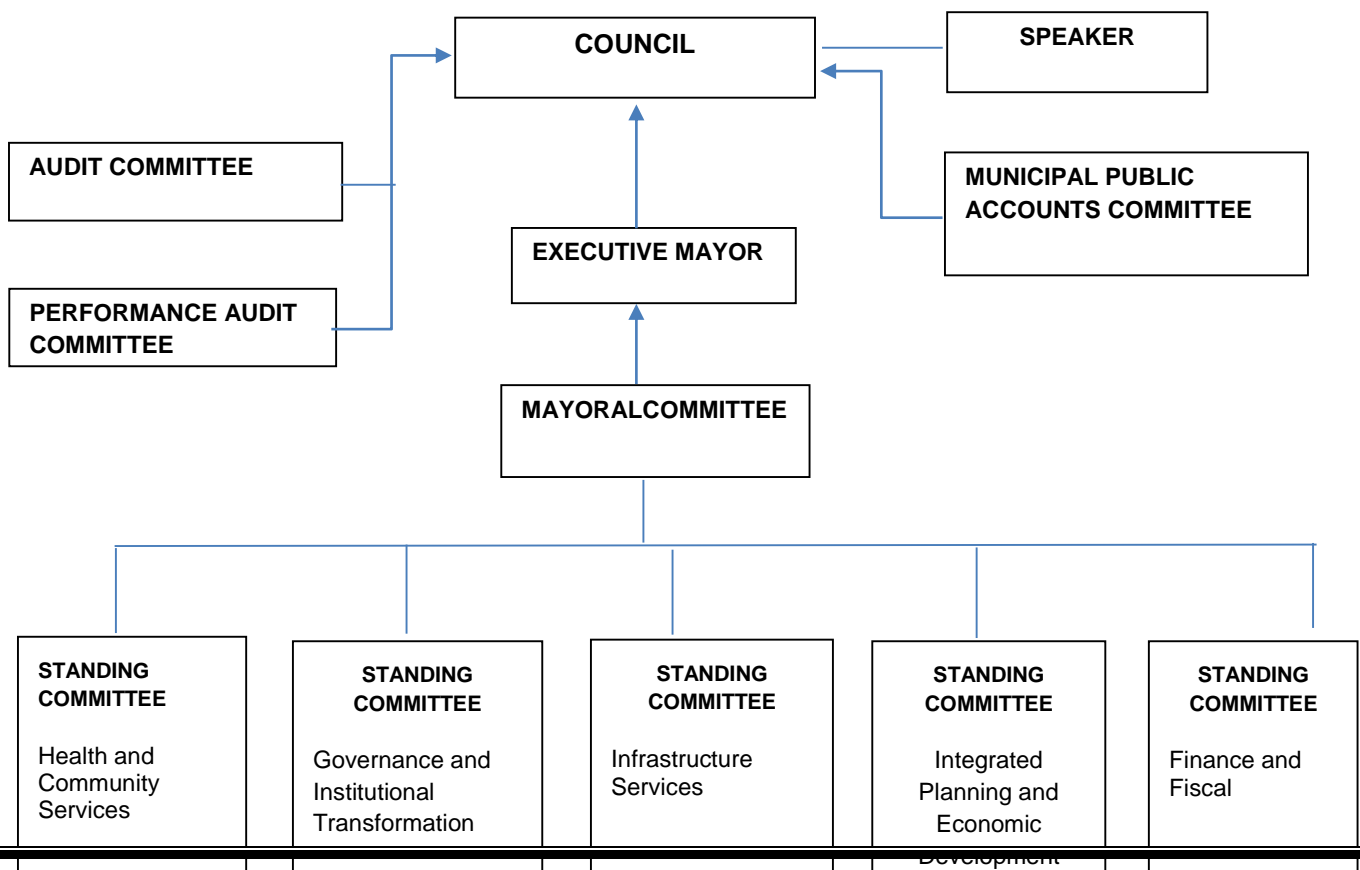 COUNCIL
SPEAKER
AUDIT COMMITTEE
MUNICIPAL PUBLIC
ACCOUNTS COMMITTEE
EXECUTIVE MAYOR
PERFORMANCE AUDIT
COMMITTEE
MAYORALCOMMITTEE
STANDING
COMMITTEE
Health and
Community
Services
STANDING
COMMITTEE
Governance and
Institutional
Transformation
STANDING
COMMITTEE
Infrastructure
Services
STANDING
COMMITTEE
Integrated
Planning and
Economic
Development
STANDING
COMMITTEE
Finance and
Fiscal